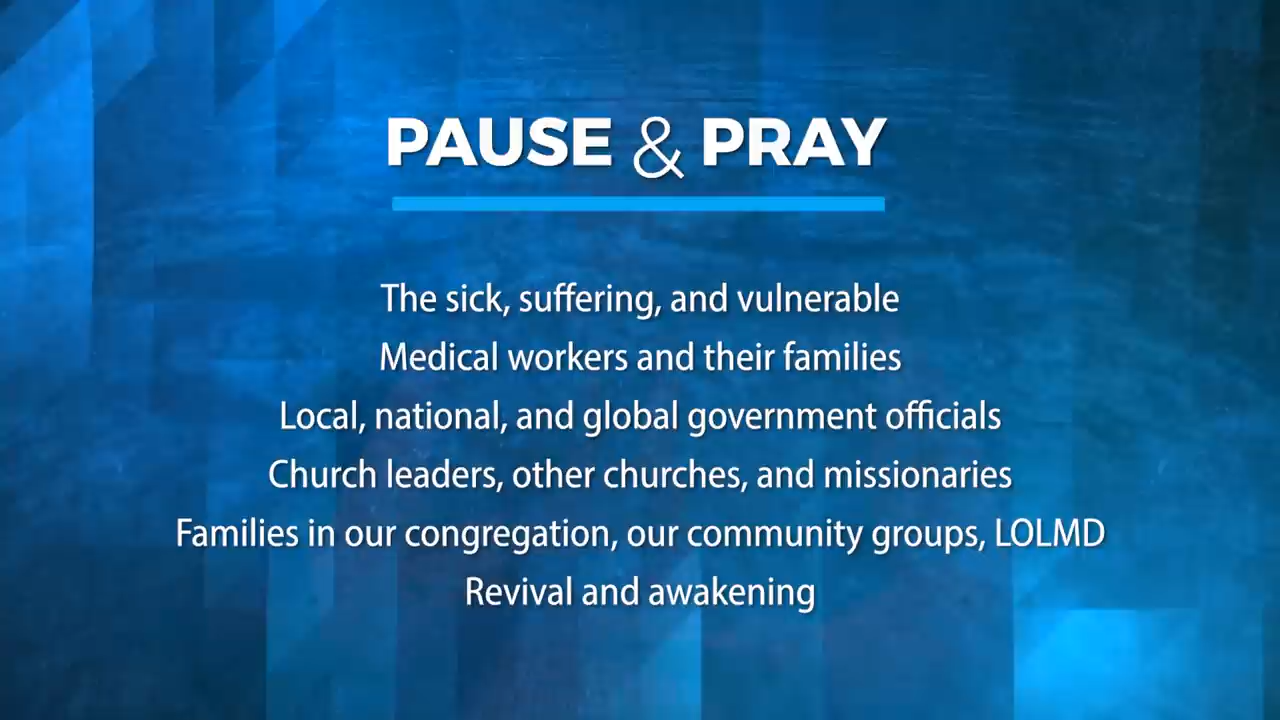 PAUSE & PRAY
The sick, suffering, and vulnerable
Medical workers and their families
Local, national, and global government officials
Church leaders, other churches, and missionaries
Families in our congregation, our community groups, LOLMD
Revival and awakening